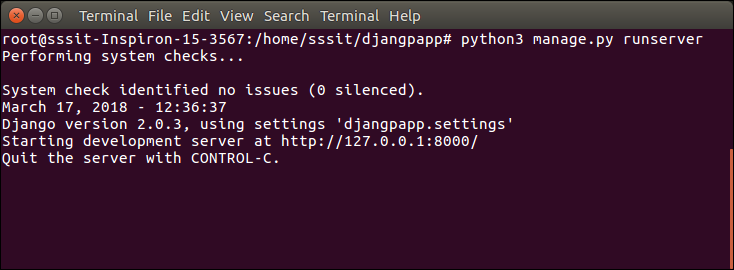 Terminal File Edit View Search Terminal Help
root@sssit-Inspiron-15-3567:/home/sssit/djangpapp# python3 manage.py runserver
Performing system checks...
System check identified no issues (0 silenced).
March 17, 2018 - 12:36:37
Django version 2.0.3, using settings 'djangpapp.settings'
Starting development server at http://127.0.0.1:8000/
Quit the server with CONTROL-C.